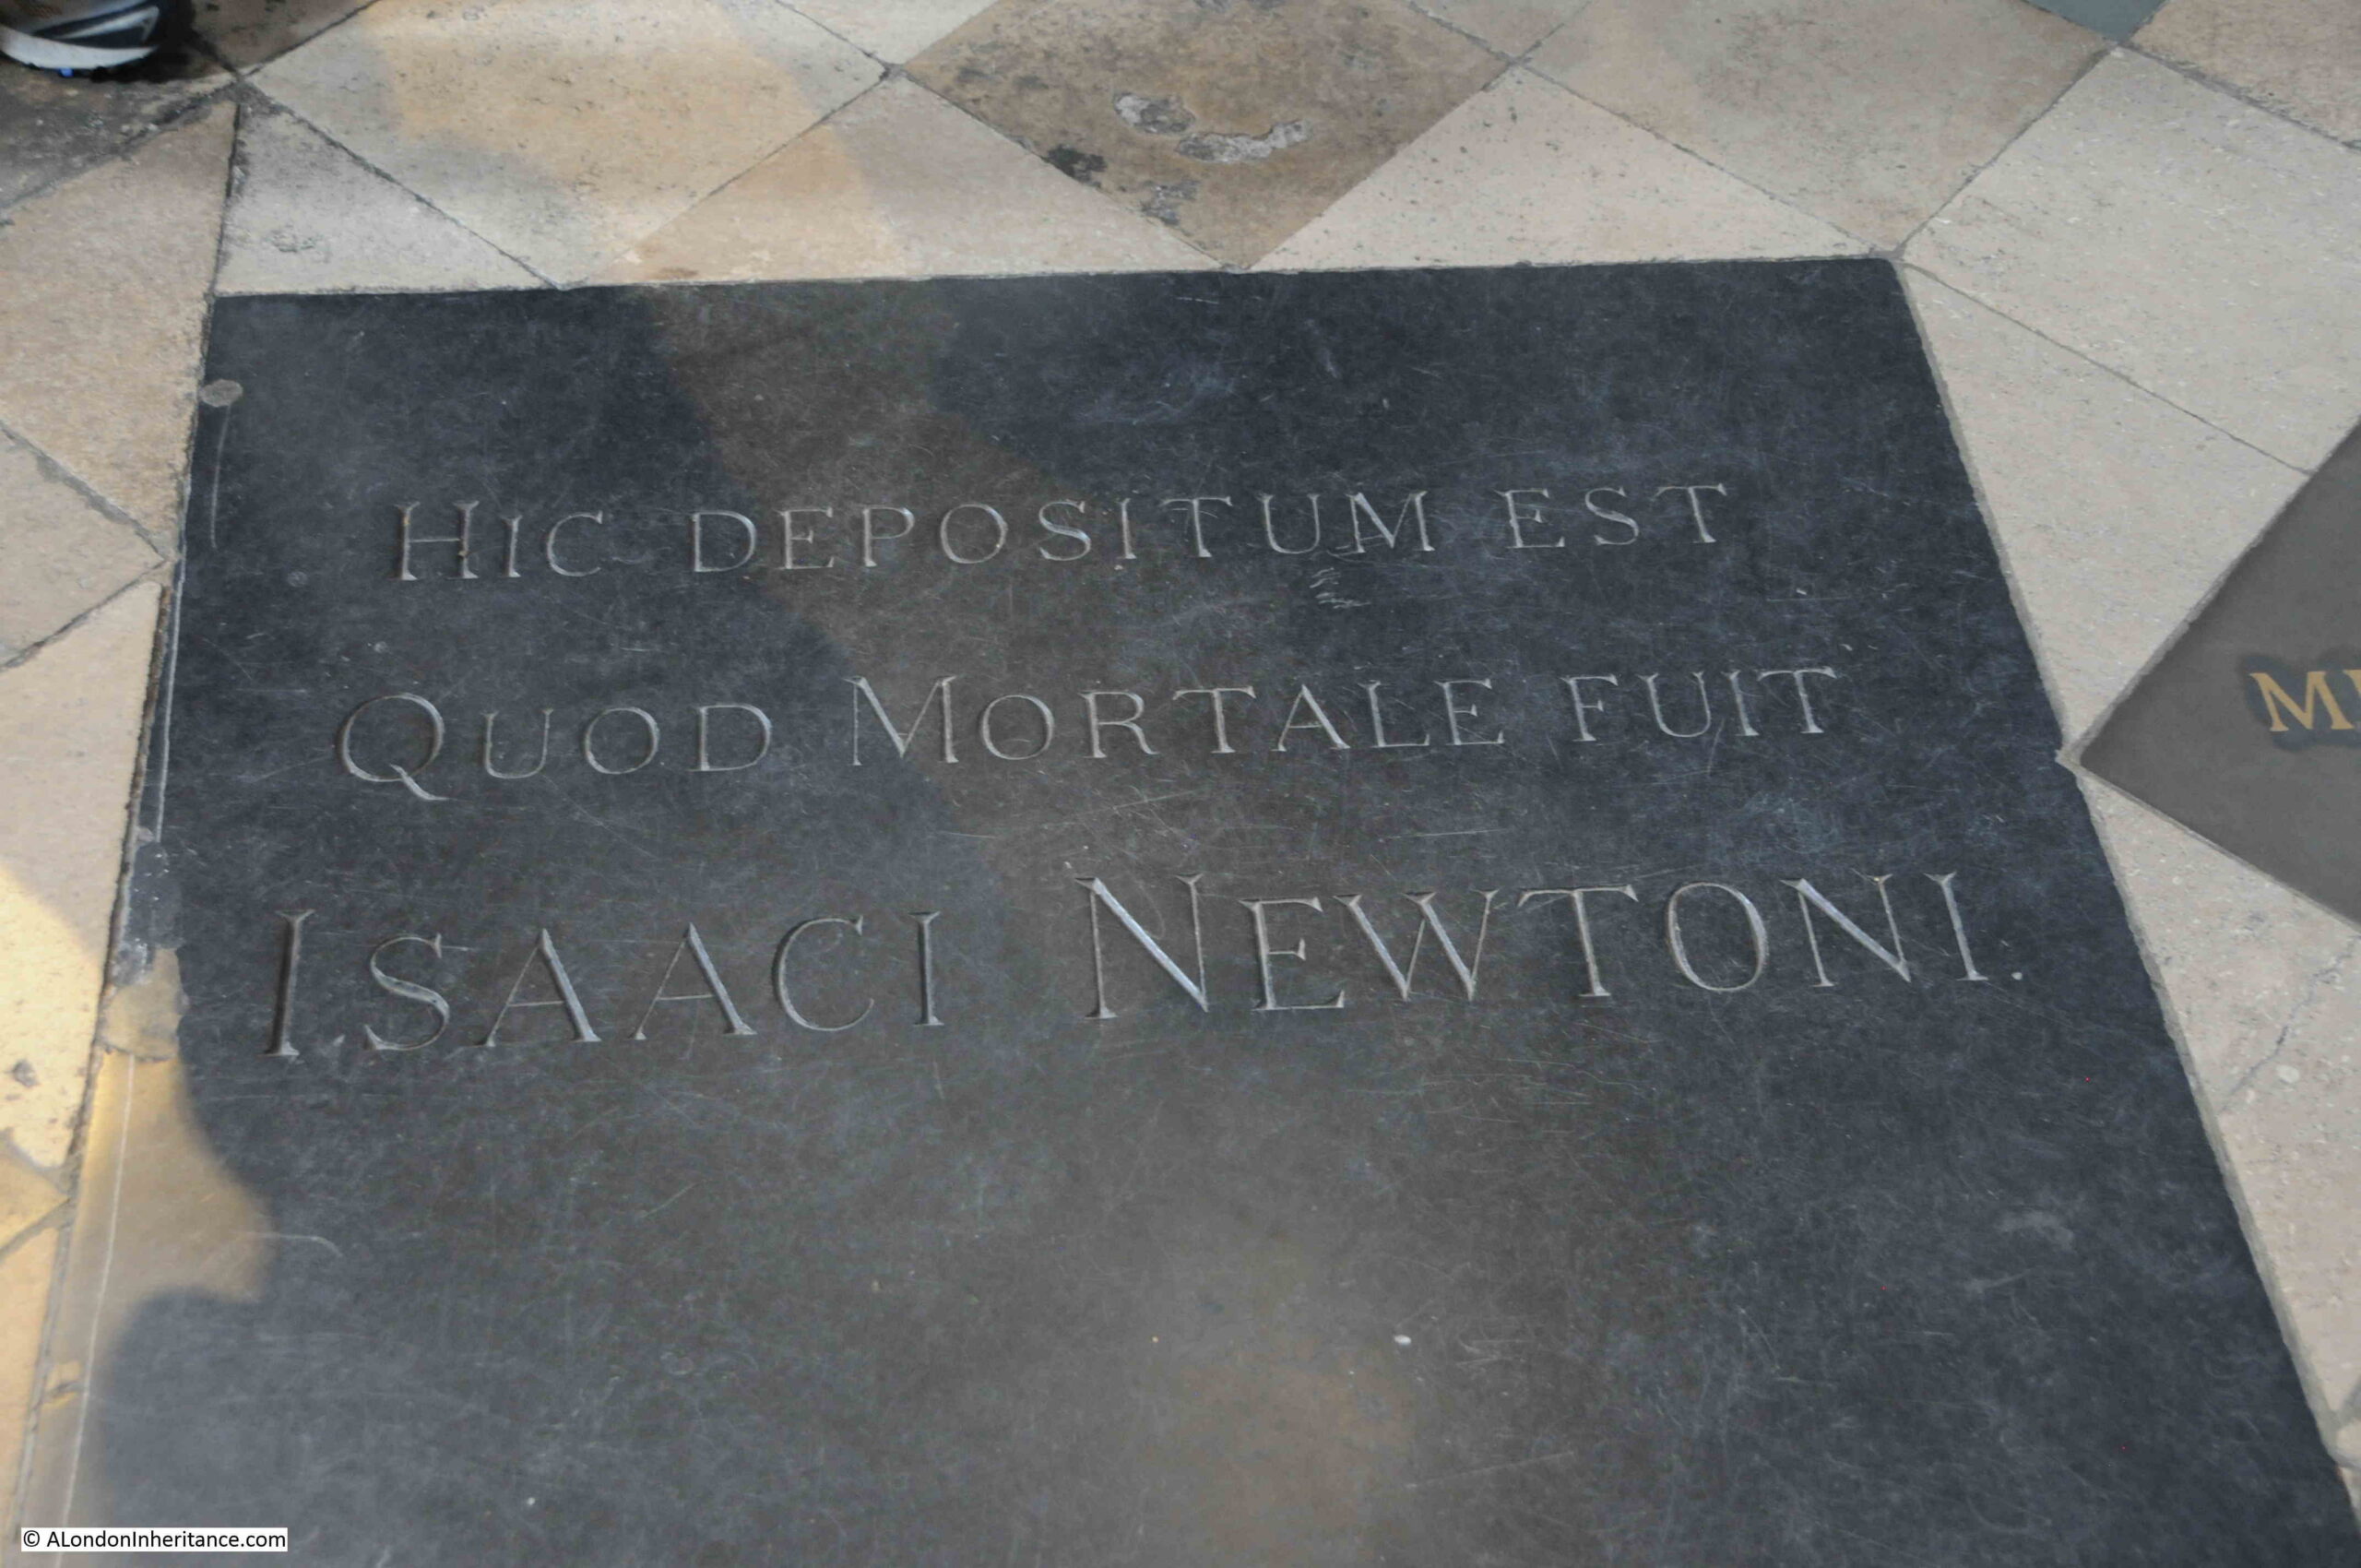 HIC DEPOSITUM EST
QUOD MORTALE FUIT
ISAACI NEWTONI.
© ALondonInheritance.com